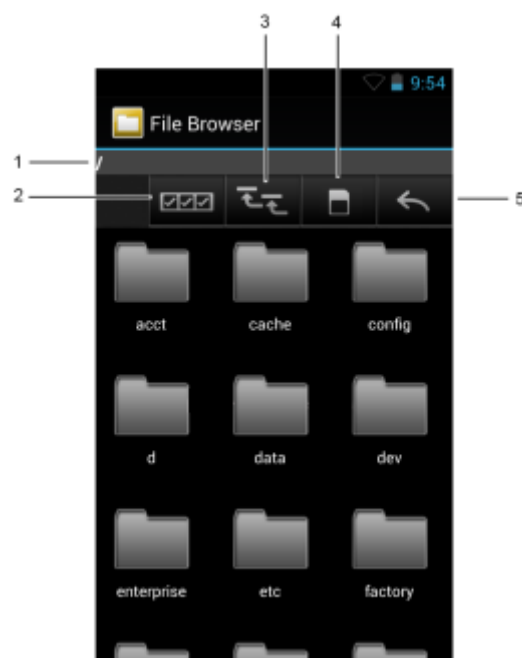 3 4
9:54
File Browser
1
/
2
5
acct cache config
d data dev
enterprise etc factory